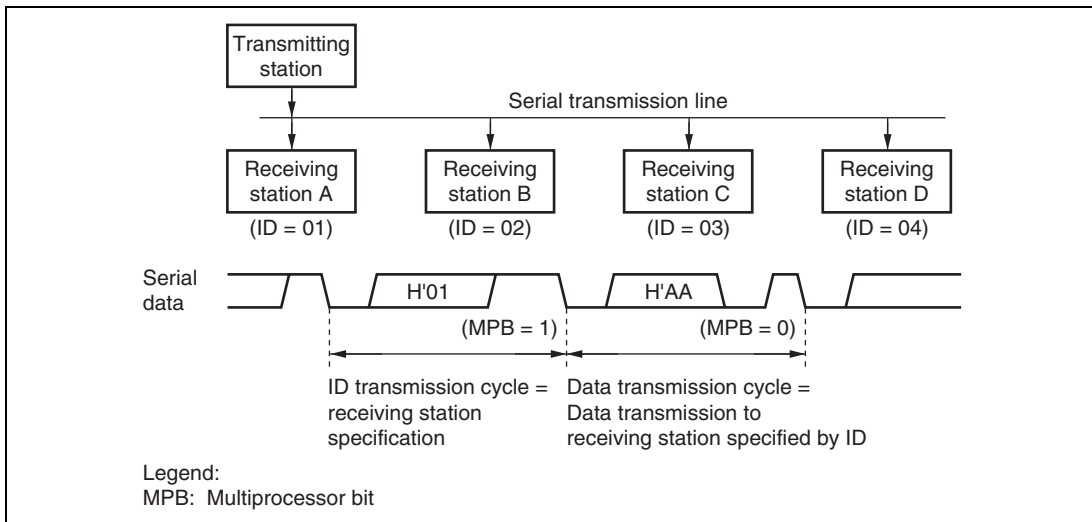 Transmitting
station
Serial transmission line
Receiving
station A
Receiving
station B
Receiving
station C
Receiving
station D
(ID = 01)
(ID = 02)
(ID = 03)
(ID = 04)
Serial
data
H'01
H'AA
(MPB = 1)
(MPB = 0)
ID transmission cycle =
receiving station
specification
Data transmission cycle =
Data transmission to
receiving station specified by ID
Legend:
MPB: Multiprocessor bit